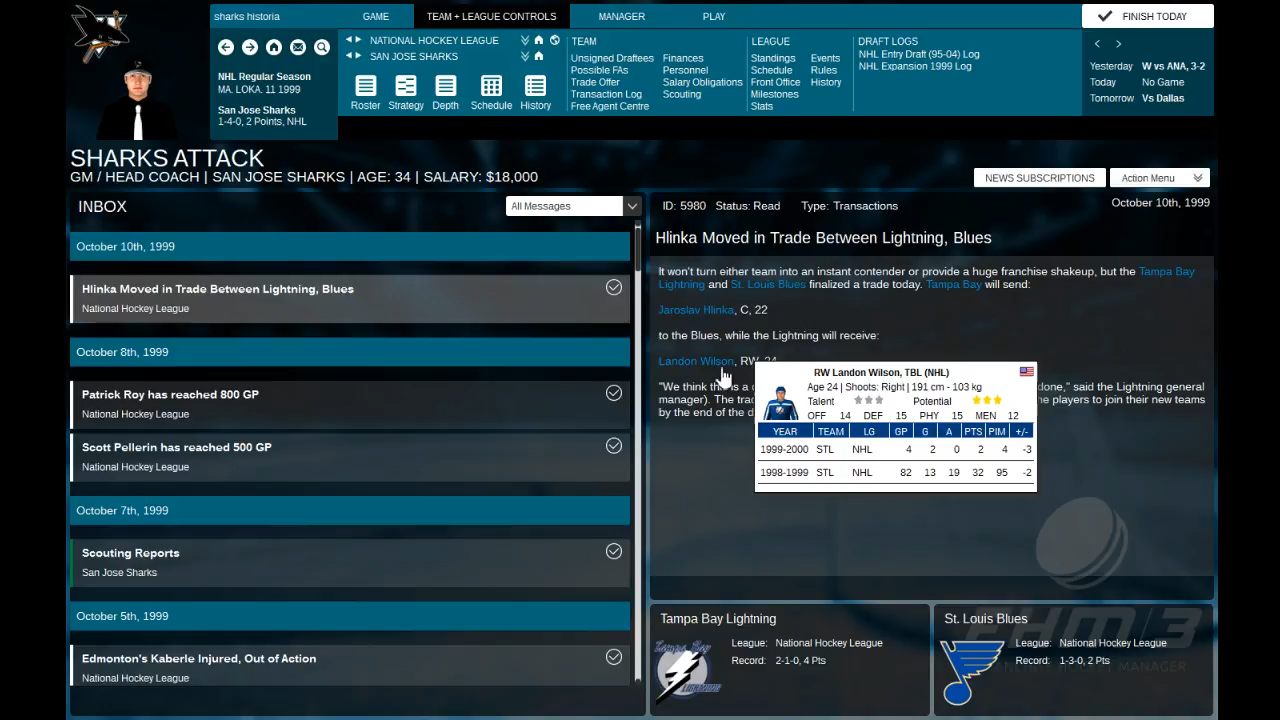 sharks historia
GAME
TEAM + LEAGUE CONTROLS
MANAGER
PLAY
FINISH TODAY
NHL Regular Season
MA. LOKA. 11 1999
San Jose Sharks
1-4-0, 2 Points, NHL
NATIONAL HOCKEY LEAGUE
SAN JOSE SHARKS
Roster Strategy Depth Schedule History
TEAM
Unsigned Draftees Finances
Possible FAs Personnel
Trade Offer Salary Obligations
Transaction Log Scouting
Free Agent Centre
LEAGUE
Standings Events
Schedule Rules
Front Office History
Milestones
Stats
DRAFT LOGS
NHL Entry Draft (95-04) Log
NHL Expansion 1999 Log
Yesterday W vs ANA, 3-2
Today No Game
Tomorrow Vs Dallas
SHARKS ATTACK
GM / HEAD COACH | SAN JOSE SHARKS | AGE: 34 | SALARY: $18,000
NEWS SUBSCRIPTIONS
Action Menu
INBOX
All Messages
October 10th, 1999
Hlinka Moved in Trade Between Lightning, Blues
National Hockey League
October 8th, 1999
Patrick Roy has reached 800 GP
National Hockey League
Scott Pellerin has reached 500 GP
National Hockey League
October 7th, 1999
Scouting Reports
San Jose Sharks
October 5th, 1999
Edmonton's Kaberle Injured, Out of Action
National Hockey League
ID: 5980 Status: Read Type: Transactions
October 10th, 1999
Hlinka Moved in Trade Between Lightning, Blues
It won't turn either team into an instant contender or provide a huge franchise shakeup, but the Tampa Bay
Lightning and St. Louis Blues finalized a trade today. Tampa Bay will send:
Jaroslav Hlinka, C, 22
to the Blues, while the Lightning will receive:
Landon Wilson, RW, 24
"We think this is a done," said the Lightning general
manager). The players to join their new teams
by the end of the
RW Landon Wilson, TBL (NHL)
Age 24 | Shoots: Right | 191 cm - 103 kg
Talent Potential
OFF 14 DEF 15 PHY 15 MEN 12
YEAR TEAM LG GP G A PTS PIM +/-
1999-2000 STL NHL 4 2 0 2 4 -3
1998-1999 STL NHL 82 13 19 32 95 -2
Tampa Bay Lightning
League: National Hockey League
Record: 2-1-0, 4 Pts
St. Louis Blues
League: National Hockey League
Record: 1-3-0, 2 Pts